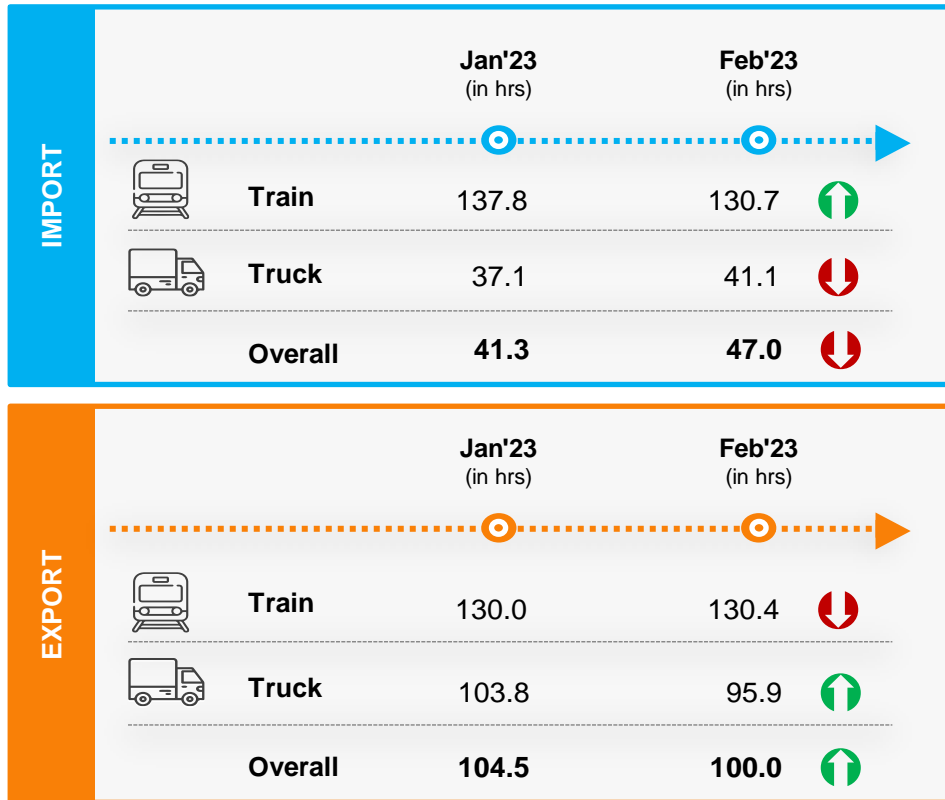 IMPORT
Jan'23 Feb'23
(in hrs) (in hrs)
Train 137.8 130.7
Truck 37.1 41.1
Overall 41.3 47.0
EXPORT
Jan'23 Feb'23
(in hrs) (in hrs)
Train 130.0 130.4
Truck 103.8 95.9
Overall 104.5 100.0